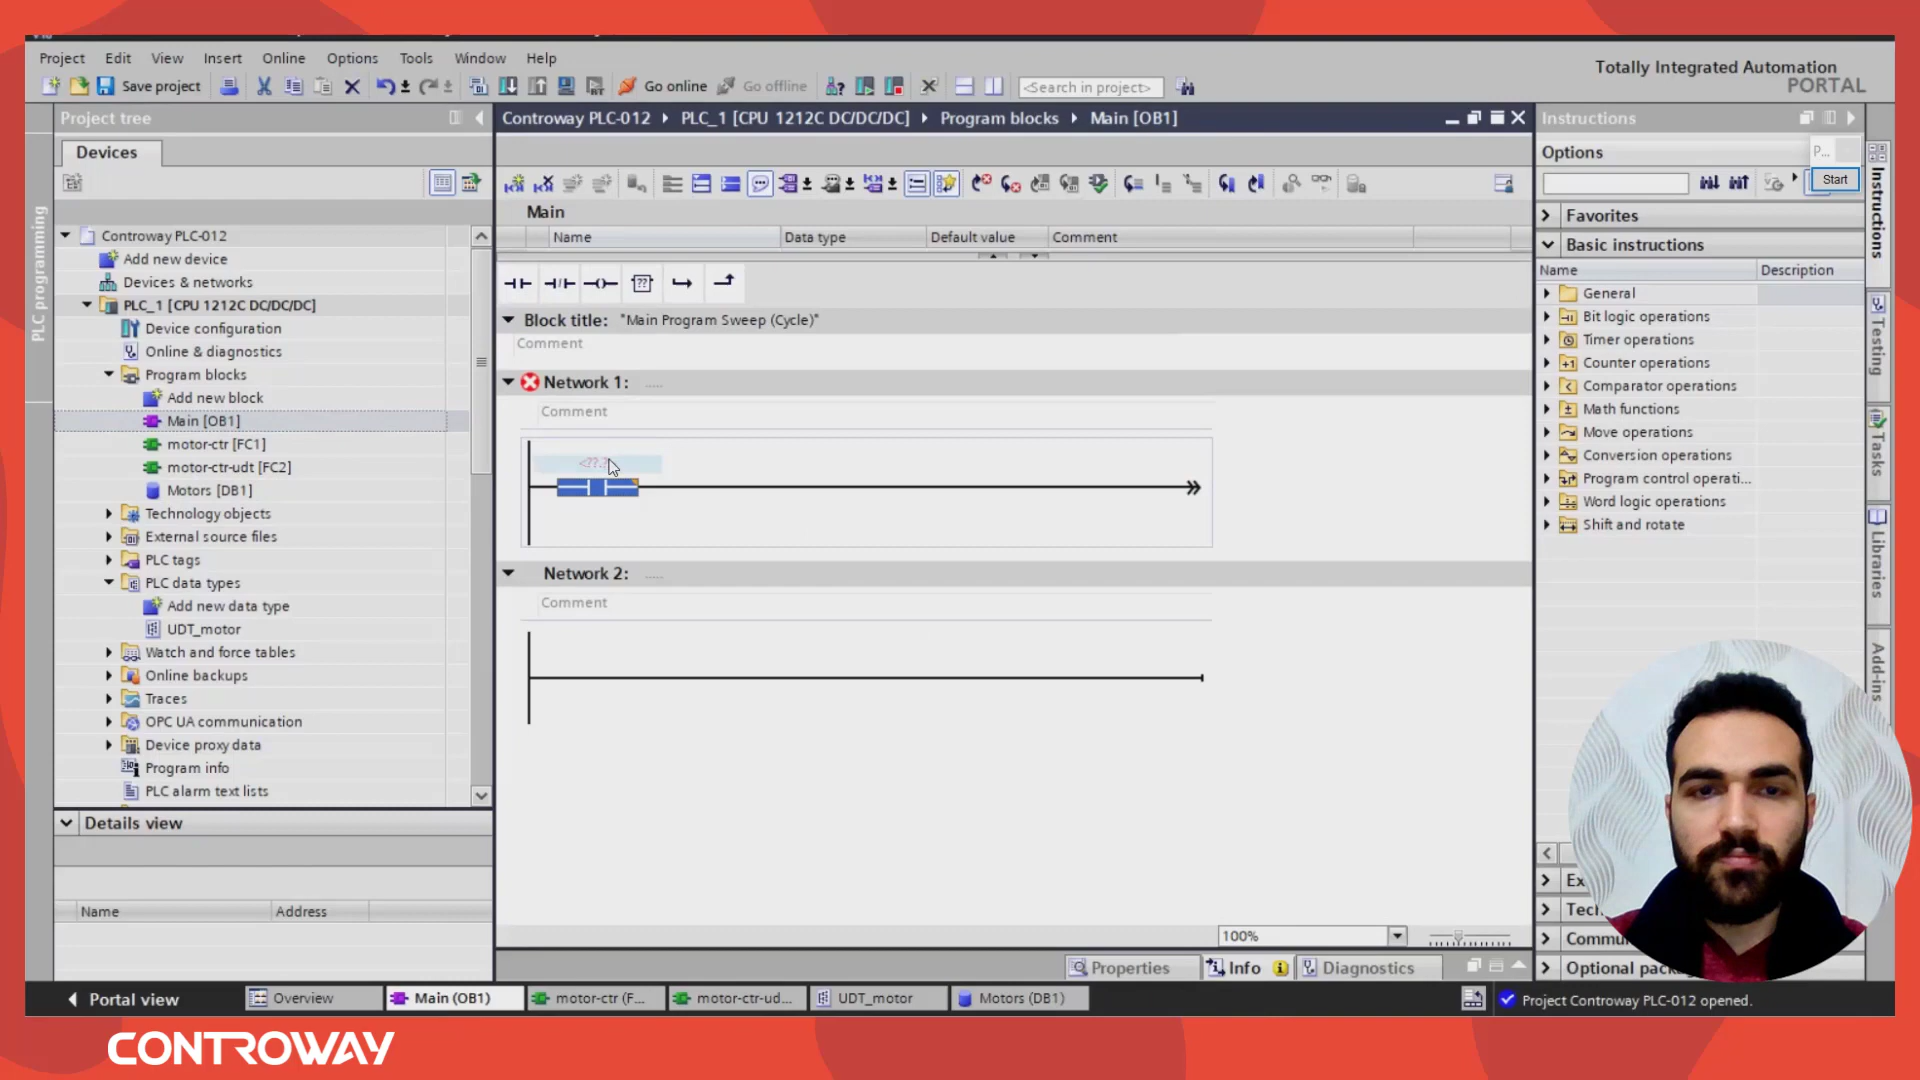 Project Edit View Insert Online Options Tools Window Help
Totally Integrated Automation
PORTAL
Save project
Go online
Go offline
<Search in project>
Project tree
Controway PLC-012 PLC_1 [CPU 1212C DC/DC/DC] Program blocks Main [OB1]
Instructions
Devices
Options
P...
Start
PLC programming
Controway PLC-012
Add new device
Devices & networks
PLC_1 [CPU 1212C DC/DC/DC]
Device configuration
Online & diagnostics
Program blocks
Add new block
Main [OB1]
motor-ctr [FC1]
motor-ctr-udt [FC2]
Motors [DB1]
Technology objects
External source files
PLC tags
PLC data types
Add new data type
UDT_motor
Watch and force tables
Online backups
Traces
OPC UA communication
Device proxy data
Program info
PLC alarm text lists
Details view
Name Address
Main
Name Data type Default value Comment
??
Block title: "Main Program Sweep (Cycle)"
Comment
Network 1: .....
Comment
<??.?
Network 2: .....
Comment
100%
Properties Info Diagnostics
Favorites
Basic instructions
Name Description
General
Bit logic operations
Timer operations
Counter operations
Comparator operations
Math functions
Move operations
Conversion operations
Program control operati...
Word logic operations
Shift and rotate
Ex
Tech
Commu
Optional pack
Instructions
Testing
Tasks
Libraries
Add-ins
Portal view
Overview
Main (OB1)
motor-ctr (F...
motor-ctr-ud...
UDT_motor
Motors (DB1)
Project Controway PLC-012 opened.
CONTROWAY